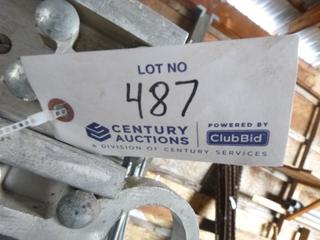 LOT NO
487
CENTURY AUCTIONS
A DIVISION OF CENTURY SERVICES
POWERED BY
ClubBid